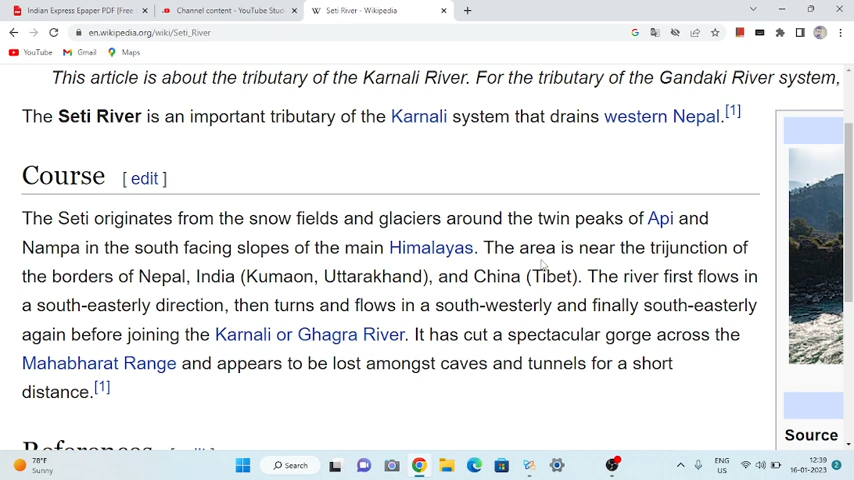 Indian Express Epaper PDF [Free
Channel content - YouTube Studi
Seti River - Wikipedia
en.wikipedia.org/wiki/Seti_River
YouTube
Gmail
Maps
This article is about the tributary of the Karnali River. For the tributary of the Gandaki River system,
The Seti River is an important tributary of the Karnali system that drains western Nepal.[1]
Course [ edit ]
The Seti originates from the snow fields and glaciers around the twin peaks of Api and
Nampa in the south facing slopes of the main Himalayas. The area is near the trijunction of
the borders of Nepal, India (Kumaon, Uttarakhand), and China (Tibet). The river first flows in
a south-easterly direction, then turns and flows in a south-westerly and finally south-easterly
again before joining the Karnali or Ghagra River. It has cut a spectacular gorge across the
Mahabharat Range and appears to be lost amongst caves and tunnels for a short
distance.[1]
References [ edit ]
Source
78°F
Sunny
Search
ENG
US
12:39
16-01-2023
2